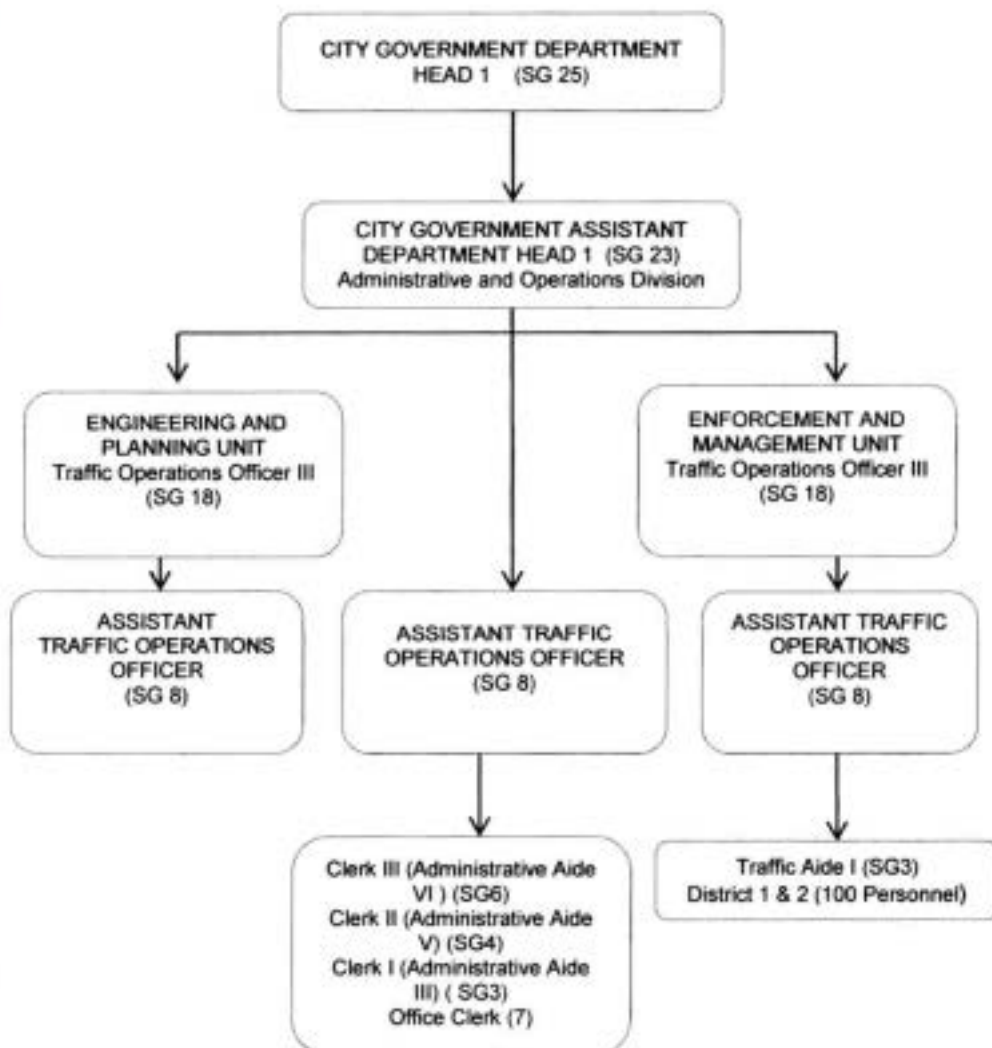 CITY GOVERNMENT DEPARTMENT
HEAD 1 (SG 25)
CITY GOVERNMENT ASSISTANT
DEPARTMENT HEAD 1 (SG 23)
Administrative and Operations Division
ENGINEERING AND
PLANNING UNIT
Traffic Operations Officer III
(SG 18)
ENFORCEMENT AND
MANAGEMENT UNIT
Traffic Operations Officer III
(SG 18)
ASSISTANT
TRAFFIC OPERATIONS
OFFICER
(SG 8)
ASSISTANT TRAFFIC
OPERATIONS OFFICER
(SG 8)
ASSISTANT TRAFFIC
OPERATIONS
OFFICER
(SG 8)
Clerk III (Administrative Aide
VI ) (SG6)
Clerk II (Administrative Aide
V) (SG4)
Clerk I (Administrative Aide
III) ( SG3)
Office Clerk (7)
Traffic Aide I (SG3)
District 1 & 2 (100 Personnel)